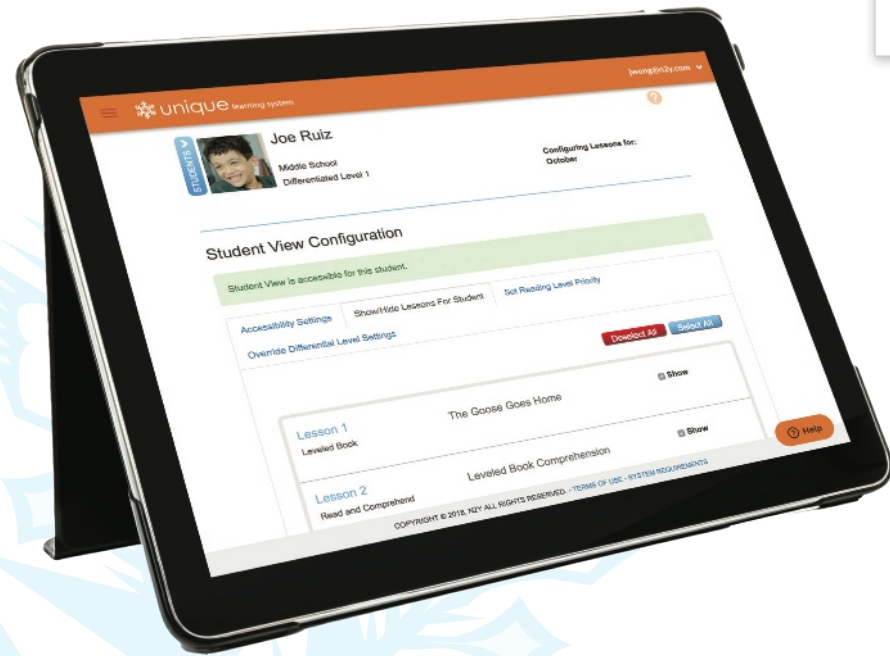 unique learning system
jwong@n2y.com
STUDENTS
Joe Ruiz
Middle School
Differentiated Level 1
Configuring Lessons for:
October
Student View Configuration
Student View is accessible for this student.
Accessibility Settings Show/Hide Lessons For Student Set Reading Level Priority
Override Differential Level Settings
Deselect All Select All
Lesson 1 The Goose Goes Home Show
Leveled Book
Lesson 2 Leveled Book Comprehension Show
Read and Comprehend
? Help
COPYRIGHT © 2018, N2Y ALL RIGHTS RESERVED. - TERMS OF USE - SYSTEM REQUIREMENTS